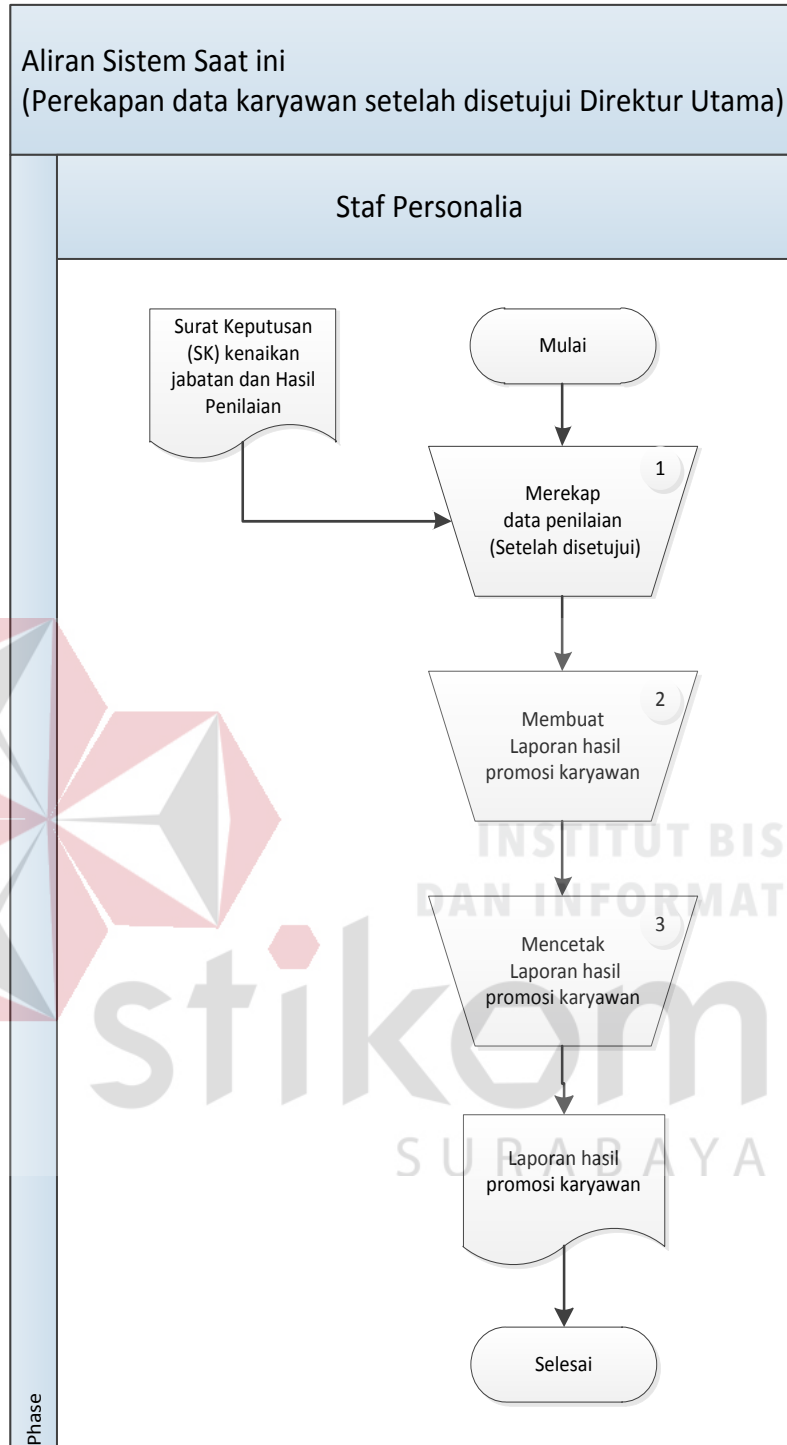 Aliran Sistem Saat ini
(Perekapan data karyawan setelah disetujui Direktur Utama)
Staf Personalia
Surat Keputusan
(SK) kenaikan
jabatan dan Hasil
Penilaian
Mulai
1
Merekap
data penilaian
(Setelah disetujui)
2
Membuat
Laporan hasil
promosi karyawan
INSTITUT BIS
DAN INFORMAT
3
Mencetak
Laporan hasil
promosi karyawan
stikom
SURABAYA
Laporan hasil
promosi karyawan
Selesai
Phase